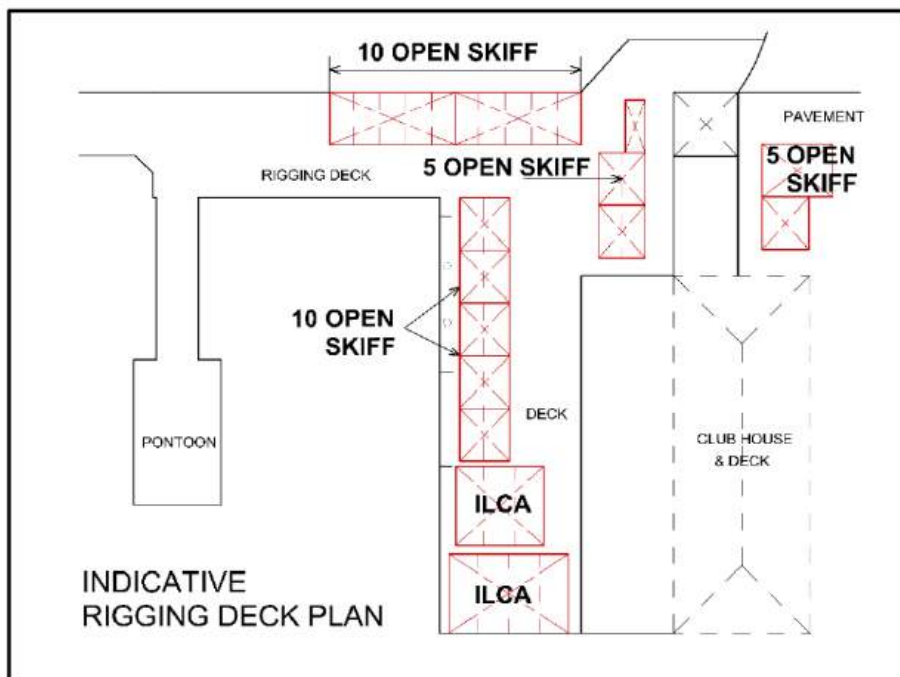 10 OPEN SKIFF
PAVEMENT
5 OPEN SKIFF
5 OPEN
SKIFF
RIGGING DECK
10 OPEN
SKIFF
DECK
PONTOON
CLUB HOUSE
& DECK
ILCA
ILCA
INDICATIVE
RIGGING DECK PLAN